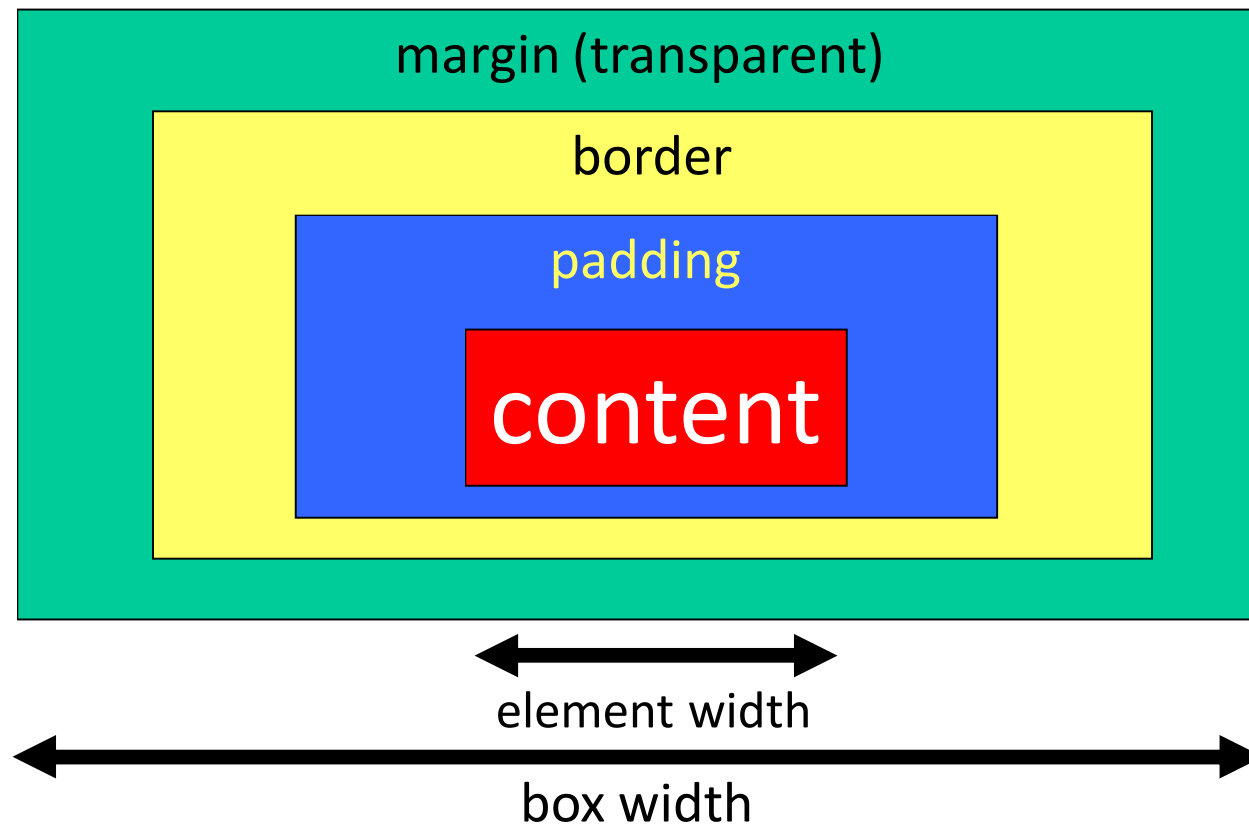 margin (transparent)
border
padding
content
element width
box width